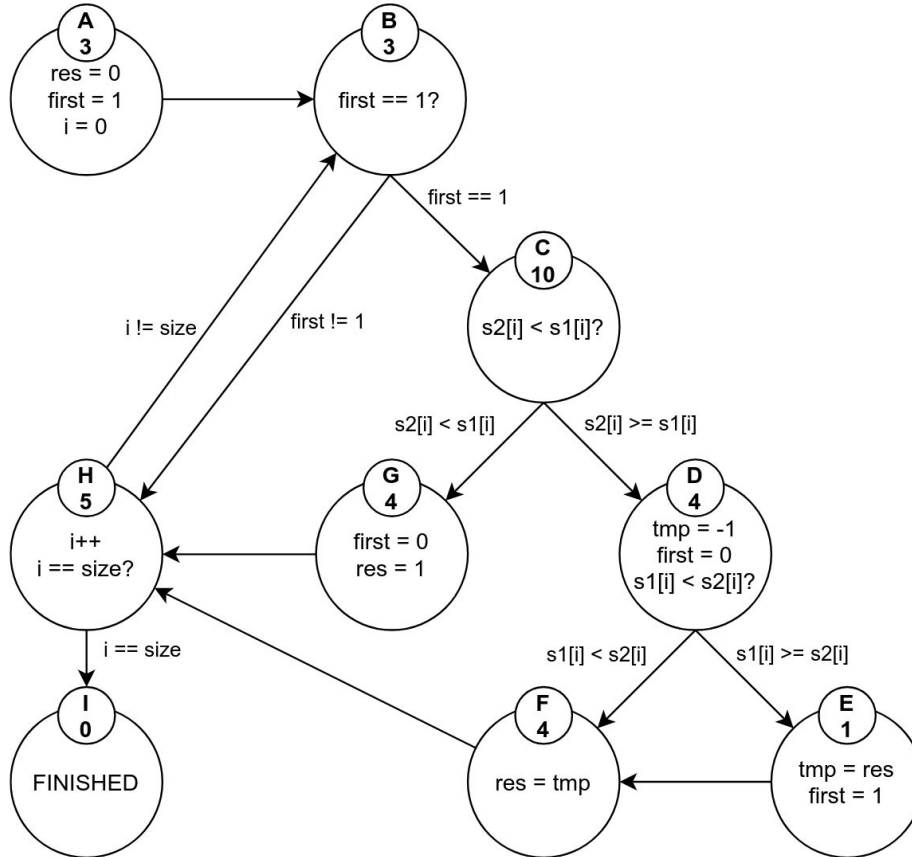 A
3
res = 0
first = 1
i = 0
B
3
first == 1?
first == 1
C
10
s2[i] < s1[i]?
i != size
first != 1
s2[i] < s1[i]
s2[i] >= s1[i]
H
5
i++
i == size?
G
4
first = 0
res = 1
D
4
tmp = -1
first = 0
s1[i] < s2[i]?
i == size
s1[i] < s2[i]
s1[i] >= s2[i]
I
0
FINISHED
F
4
res = tmp
E
1
tmp = res
first = 1